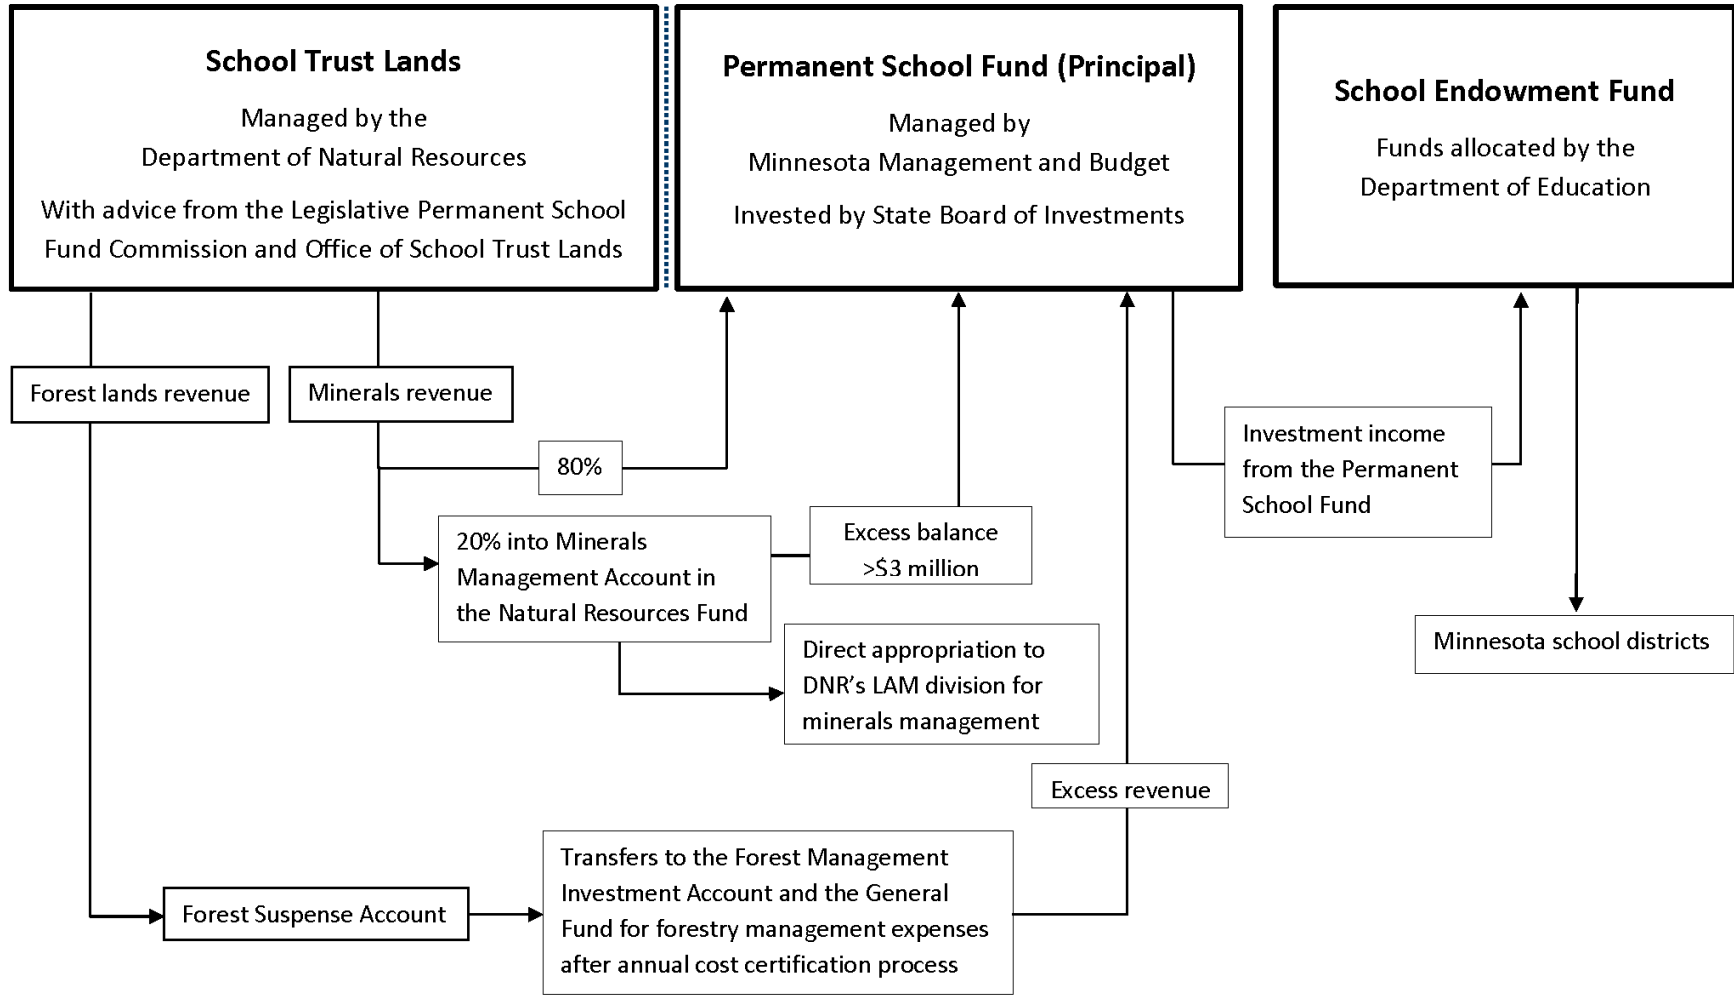 School Trust Lands
Managed by the
Department of Natural Resources
With advice from the Legislative Permanent School
Fund Commission and Office of School Trust Lands
Permanent School Fund (Principal)
Managed by
Minnesota Management and Budget
Invested by State Board of Investments
School Endowment Fund
Funds allocated by the
Department of Education
Forest lands revenue
Minerals revenue
80%
20% into Minerals
Management Account in
the Natural Resources Fund
Excess balance
>$3 million
Direct appropriation to
DNR’s LAM division for
minerals management
Investment income
from the Permanent
School Fund
Minnesota school districts
Excess revenue
Forest Suspense Account
Transfers to the Forest Management
Investment Account and the General
Fund for forestry management expenses
after annual cost certification process